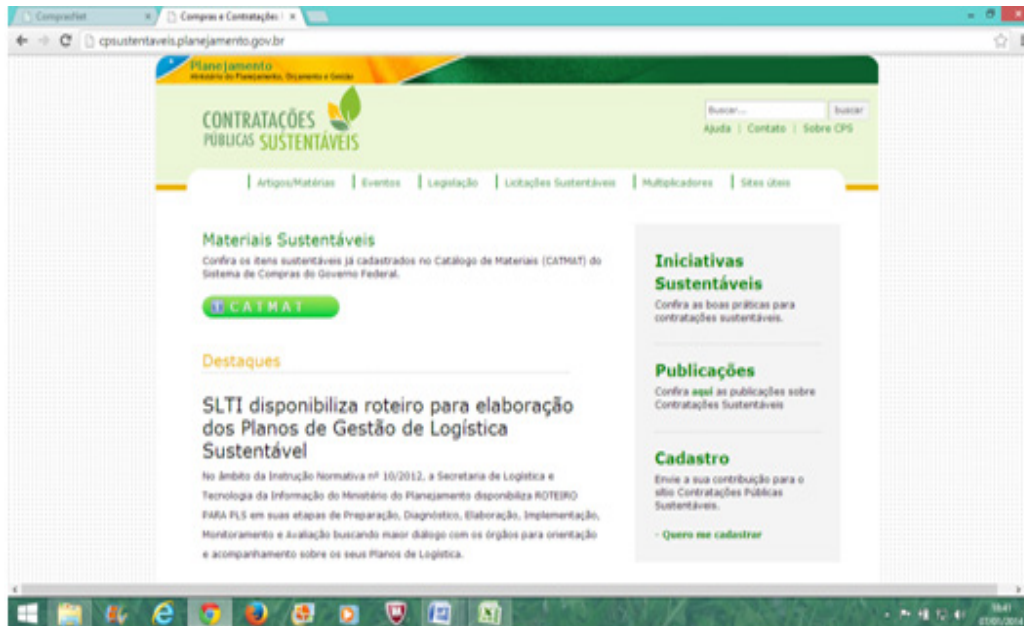 ComprasNet
Compras e Contratações
cpsustentaveis.planejamento.gov.br
Planejamento
Ministério do Planejamento, Orçamento e Gestão
CONTRATAÇÕES
PÚBLICAS SUSTENTÁVEIS
Buscar... buscar
Ajuda | Contato | Sobre CPS
Artigos/Matérias | Eventos | Legislação | Licitações Sustentáveis | Multiplicadores | Sites úteis
Materiais Sustentáveis
Confira os itens sustentáveis já cadastrados no Catálogo de Materiais (CATMAT) do
Sistema de Compras do Governo Federal.
CATMAT
Destaques
SLTI disponibiliza roteiro para elaboração
dos Planos de Gestão de Logística
Sustentável
No âmbito da Instrução Normativa nº 10/2012, a Secretaria de Logística e
Tecnologia da Informação do Ministério do Planejamento disponibiliza ROTEIRO
PARA PLS em suas etapas de Preparação, Diagnóstico, Elaboração, Implementação,
Monitoramento e Avaliação buscando maior diálogo com os órgãos para orientação
e acompanhamento sobre os seus Planos de Logística.
Iniciativas
Sustentáveis
Confira as boas práticas para
contratações sustentáveis.
Publicações
Confira aqui as publicações sobre
Contratações Sustentáveis
Cadastro
Envie a sua contribuição para o
sítio Contratações Públicas
Sustentáveis.
- Quero me cadastrar
16:41
07/01/2014